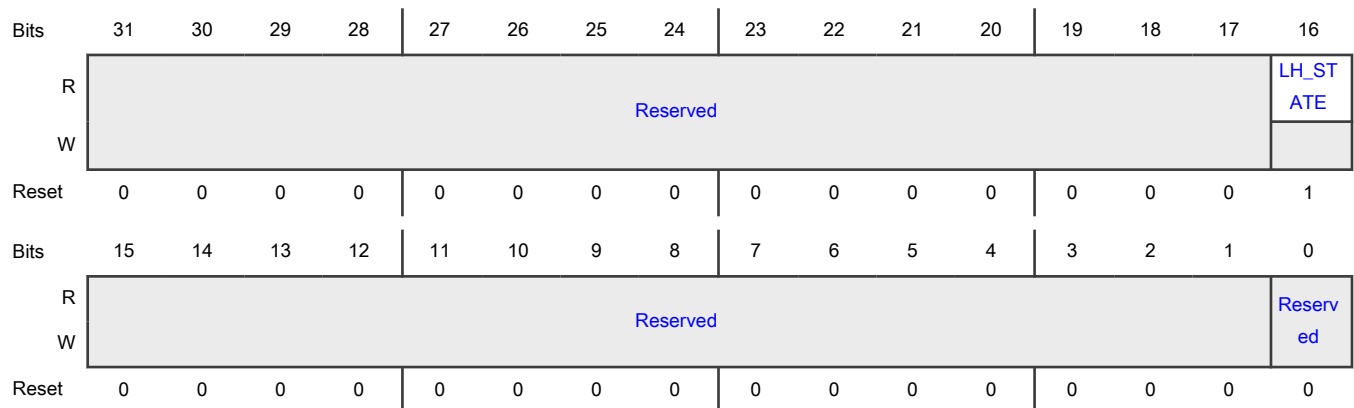 Bits 31 30 29 28 27 26 25 24 23 22 21 20 19 18 17 16
R Reserved LH_ST
ATE
W
Reset 0 0 0 0 0 0 0 0 0 0 0 0 0 0 0 1
Bits 15 14 13 12 11 10 9 8 7 6 5 4 3 2 1 0
R Reserved Reserv
W ed
Reset 0 0 0 0 0 0 0 0 0 0 0 0 0 0 0 0